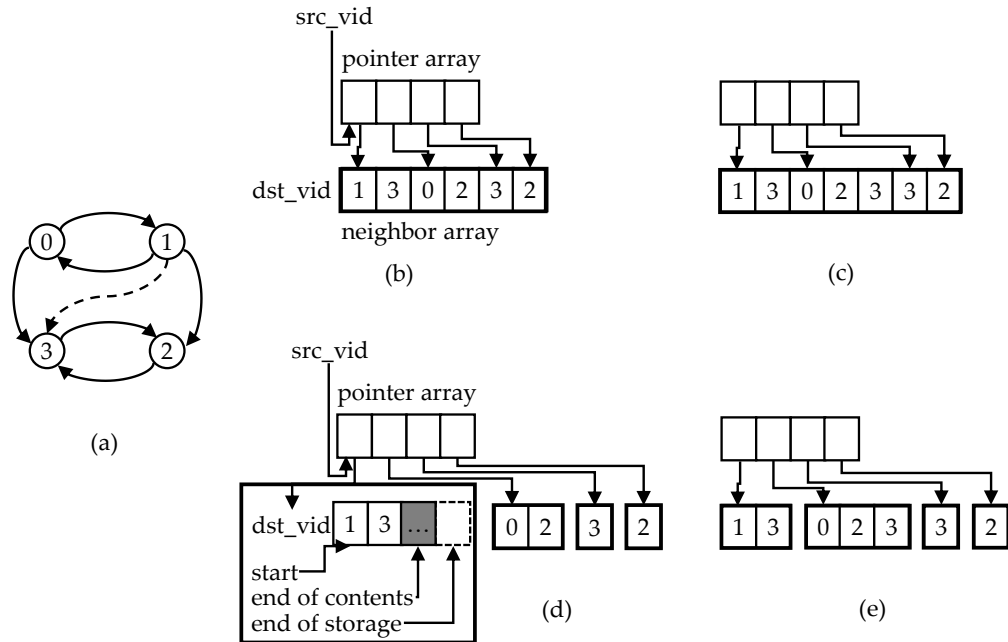 src_vid
pointer array
dst_vid 1 3 0 2 3 2
neighbor array
(b)
1 3 0 2 3 3 2
(c)
0 1
3 2
(a)
src_vid
pointer array
dst_vid 1 3 ...
start
end of contents
end of storage
0 2 3 2
(d)
1 3 0 2 3 3 2
(e)